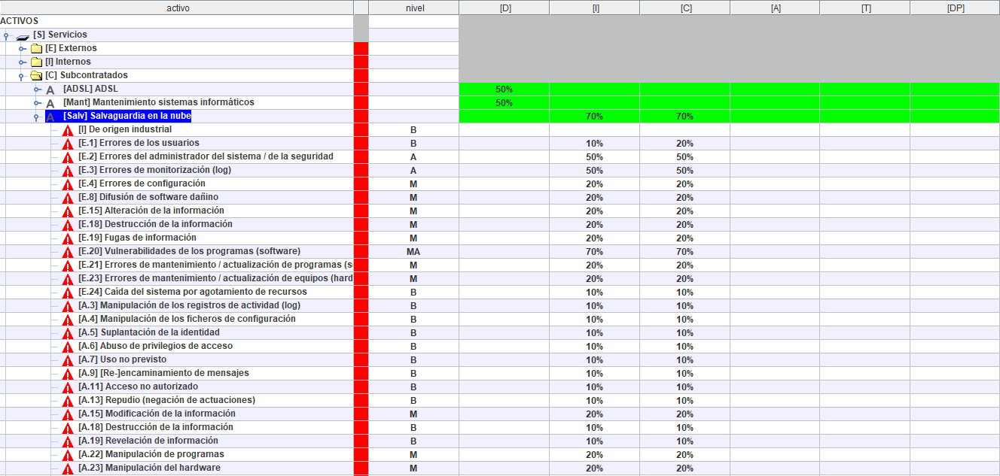 activo nivel [D] [I] [C] [A] [T] [DP]
ACTIVOS
[S] Servicios
[E] Externos
[I] Internos
[C] Subcontratados
A [ADSL] ADSL 50%
A [Mant] Mantenimiento sistemas informáticos 50%
A [Salv] Salvaguardia en la nube 70% 70%
[I] De origen industrial B
[E.1] Errores de los usuarios B 10% 20%
[E.2] Errores del administrador del sistema / de la seguridad A 50% 50%
[E.3] Errores de monitorización (log) A 50% 50%
[E.4] Errores de configuración M 20% 20%
[E.8] Difusión de software dañino M 20% 20%
[E.15] Alteración de la información M 20% 20%
[E.18] Destrucción de la información M 20% 20%
[E.19] Fugas de información M 20% 20%
[E.20] Vulnerabilidades de los programas (software) MA 70% 70%
[E.21] Errores de mantenimiento / actualización de programas (s M 20% 20%
[E.23] Errores de mantenimiento / actualización de equipos (hard M 20% 20%
[E.24] Caída del sistema por agotamiento de recursos B 10% 10%
[A.3] Manipulación de los registros de actividad (log) B 10% 10%
[A.4] Manipulación de los ficheros de configuración B 10% 10%
[A.5] Suplantación de la identidad B 10% 10%
[A.6] Abuso de privilegios de acceso B 10% 10%
[A.7] Uso no previsto B 10% 10%
[A.9] [Re-]encaminamiento de mensajes B 10% 10%
[A.11] Acceso no autorizado B 10% 10%
[A.13] Repudio (negación de actuaciones) B 10% 10%
[A.15] Modificación de la información M 20% 20%
[A.18] Destrucción de la información B 10% 10%
[A.19] Revelación de información B 10% 10%
[A.22] Manipulación de programas M 20% 20%
[A.23] Manipulación del hardware M 20% 20%